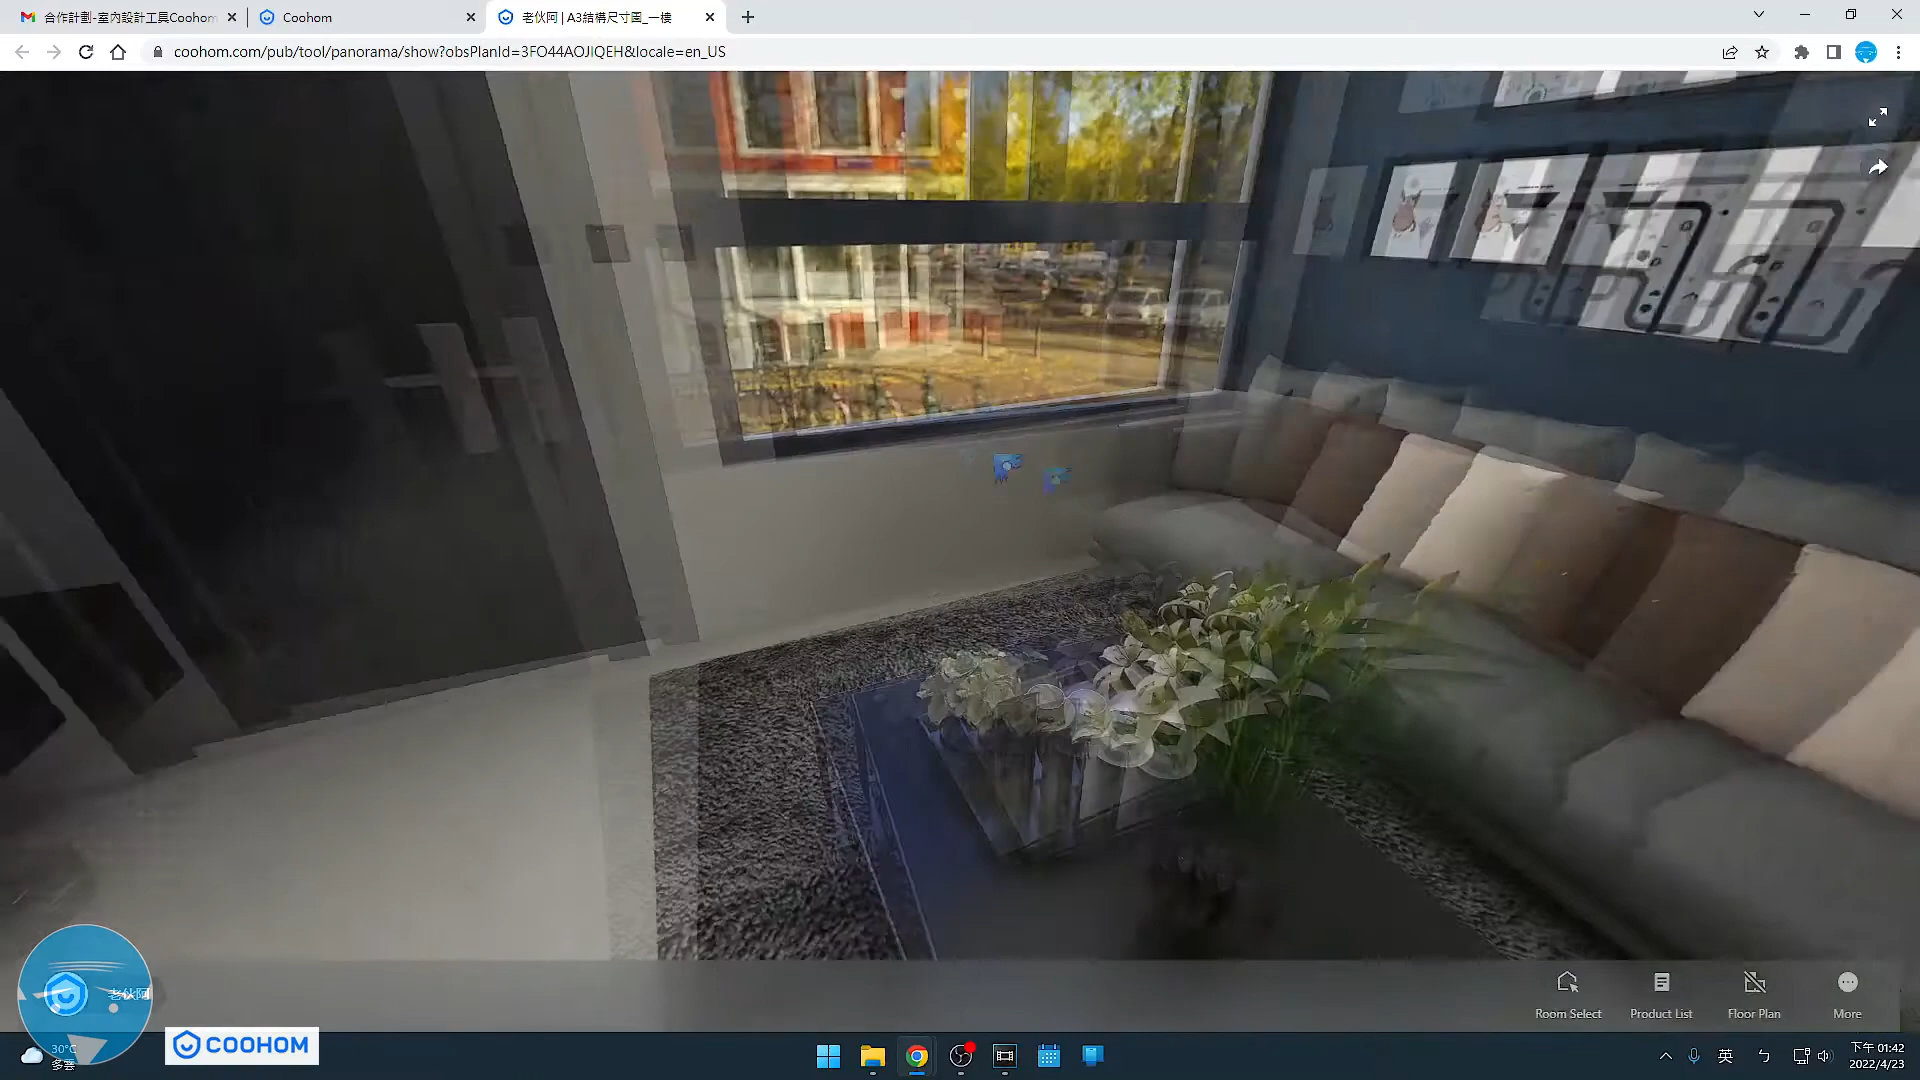 合作計劃-室內設計工具Coohom
Coohom
老伙阿 | A3結構尺寸圖_一樓
coohom.com/pub/tool/panorama/show?obsPlanId=3FO44AOJIQEH&locale=en_US
老伙阿
Room Select
Product List
Floor Plan
More
COOHOM
30°C
多雲
英
下午 01:42
2022/4/23